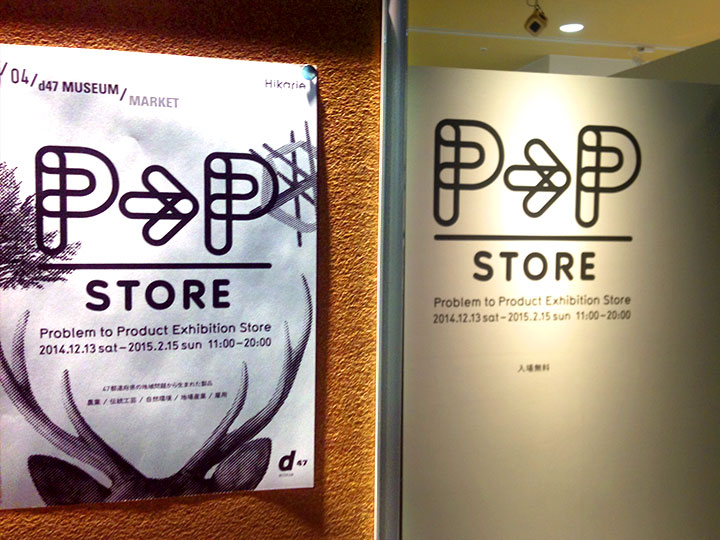 /04/d47 MUSEUM/MARKET
Hikarie
P→P
STORE
Problem to Product Exhibition Store
2014.12.13 sat – 2015.2.15 sun 11:00 – 20:00
47都道府県の地域問題から生まれた製品
農業 / 伝統工芸 / 自然環境 / 地場産業 / 雇用
d 47
P→P
STORE
Problem to Product Exhibition Store
2014.12.13 sat – 2015.2.15 sun 11:00 – 20:00
入場無料